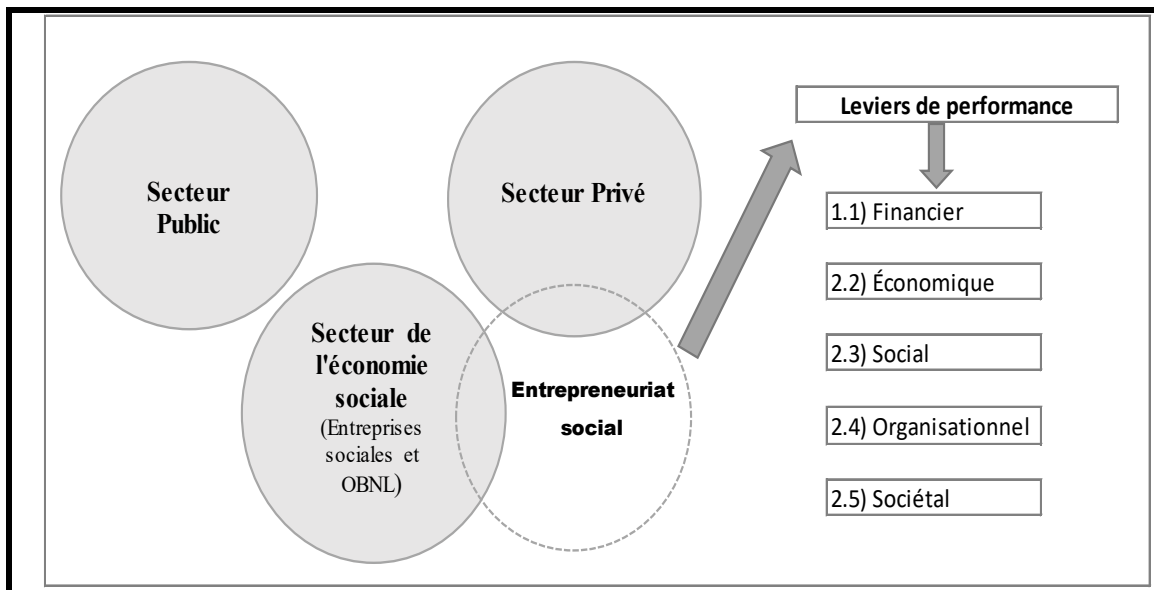 Secteur
Public
Secteur Privé
Secteur de
l'économie
sociale
(Entreprises
sociales et
OBNL)
Entrepreneuriat
social
Leviers de performance
1.1) Financier
2.2) Économique
2.3) Social
2.4) Organisationnel
2.5) Sociétal